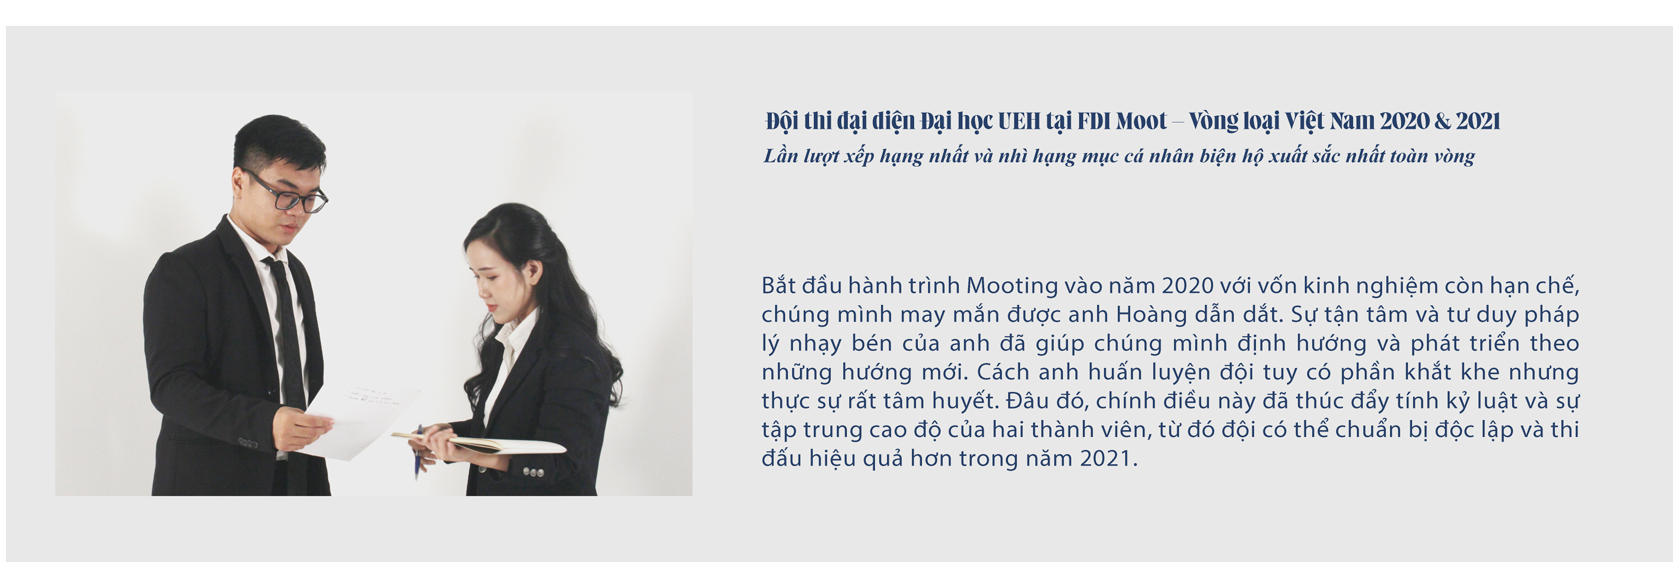 Đội thi đại diện Đại học UEH tại FDI Moot – Vòng loại Việt Nam 2020 & 2021
Lần lượt xếp hạng nhất và nhì hạng mục cá nhân biện hộ xuất sắc nhất toàn vòng
Bắt đầu hành trình Mooting vào năm 2020 với vốn kinh nghiệm còn hạn chế,
chúng mình may mắn được anh Hoàng dẫn dắt. Sự tận tâm và tư duy pháp
lý nhạy bén của anh đã giúp chúng mình định hướng và phát triển theo
những hướng mới. Cách anh huấn luyện đội tuy có phần khắt khe nhưng
thực sự rất tâm huyết. Đâu đó, chính điều này đã thúc đẩy tính kỷ luật và sự
tập trung cao độ của hai thành viên, từ đó đội có thể chuẩn bị độc lập và thi
đấu hiệu quả hơn trong năm 2021.